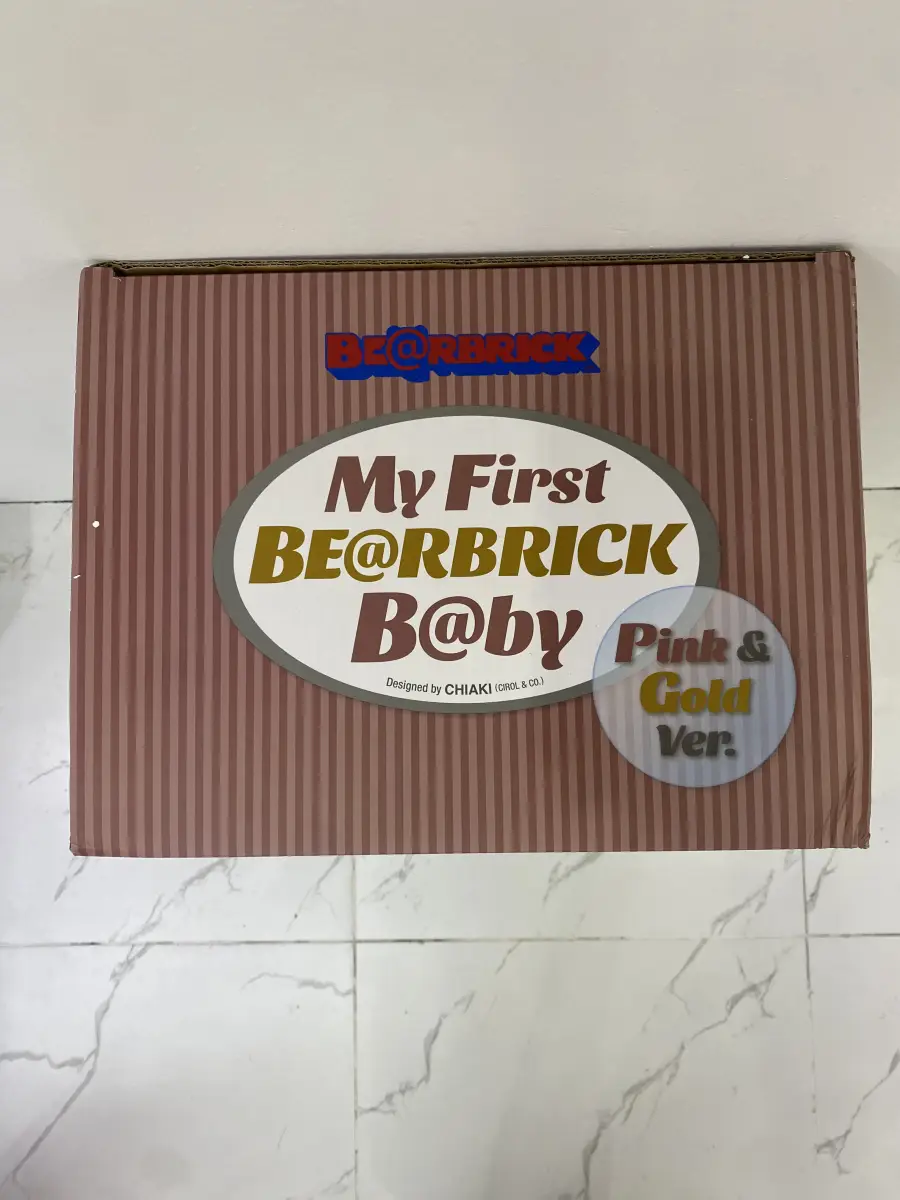 BE@RBRICK
My First
BE@RBRICK
B@by
Designed by CHIAKI (CIROL & CO.)
Pink &
Gold
Ver.